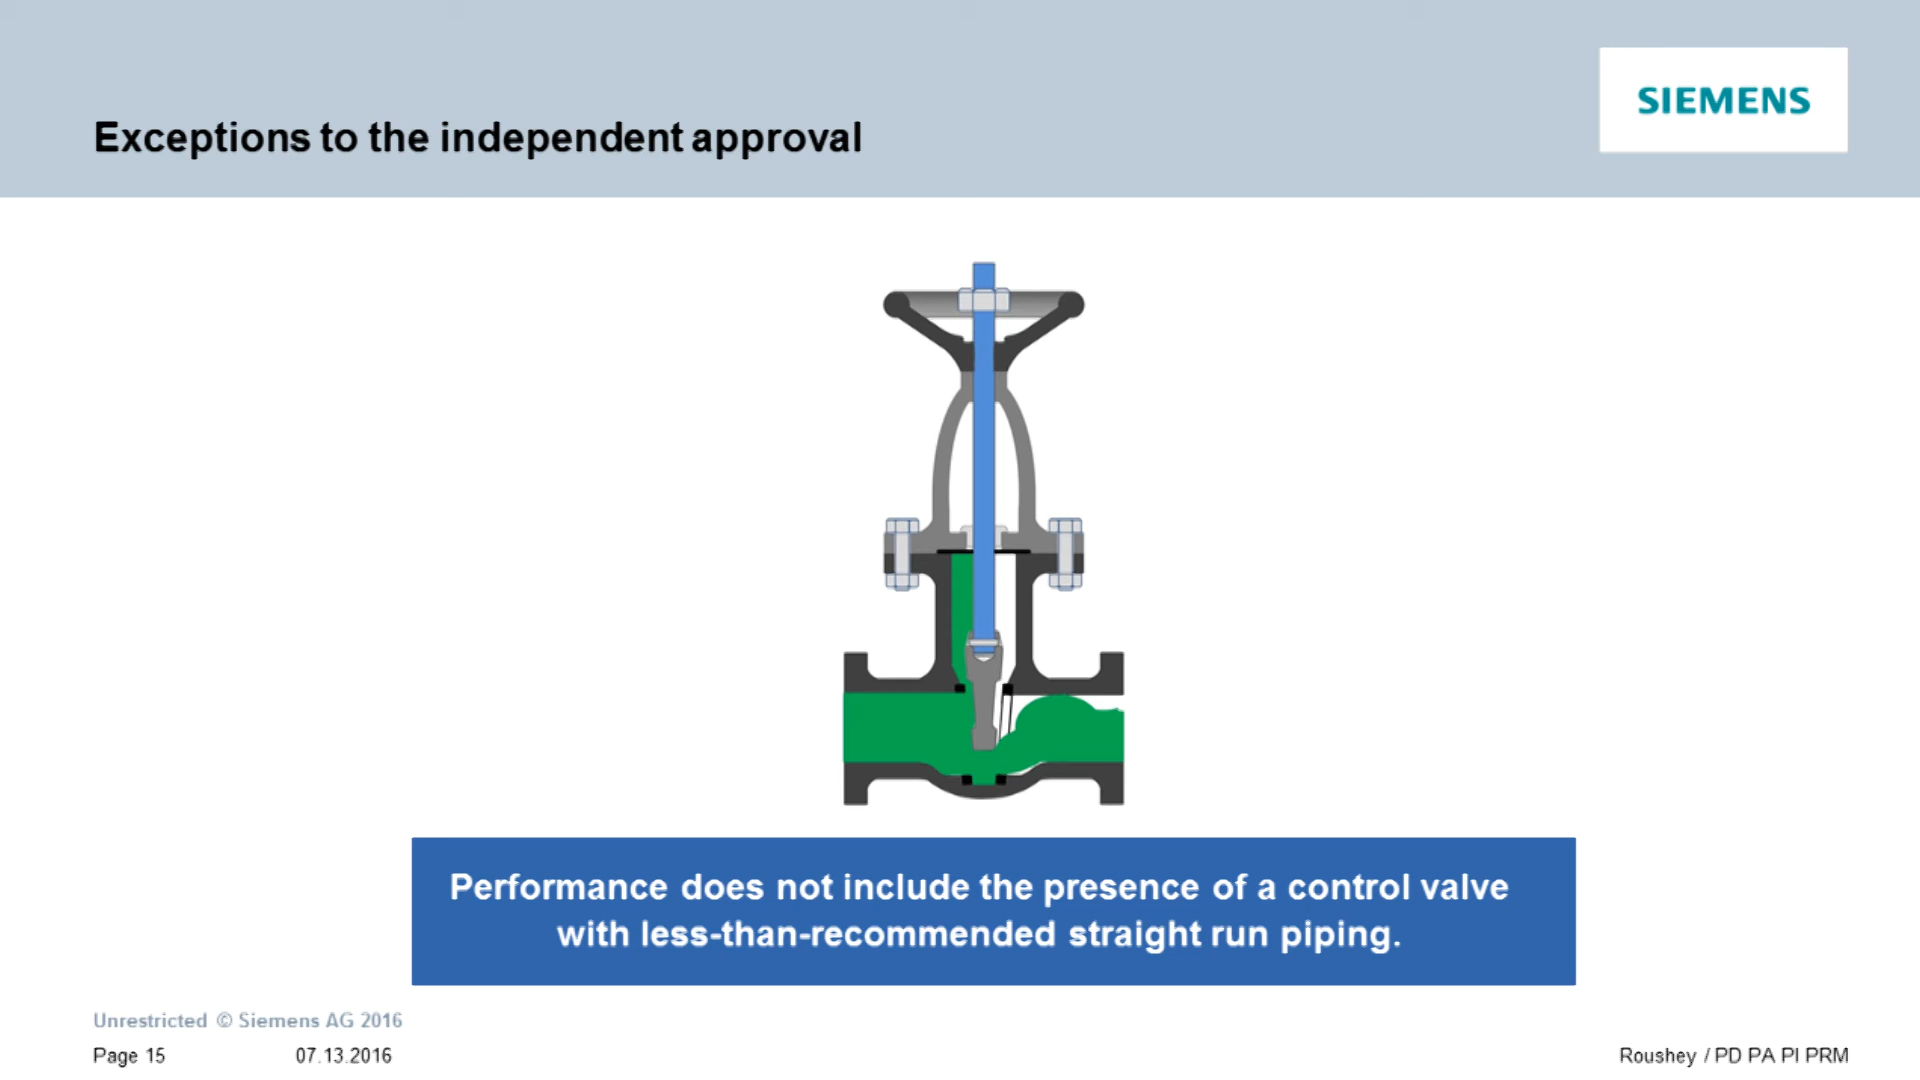 SIEMENS
Exceptions to the independent approval
Performance does not include the presence of a control valve
with less-than-recommended straight run piping.
Unrestricted © Siemens AG 2016
Page 15 07.13.2016 Roushey / PD PA PI PRM